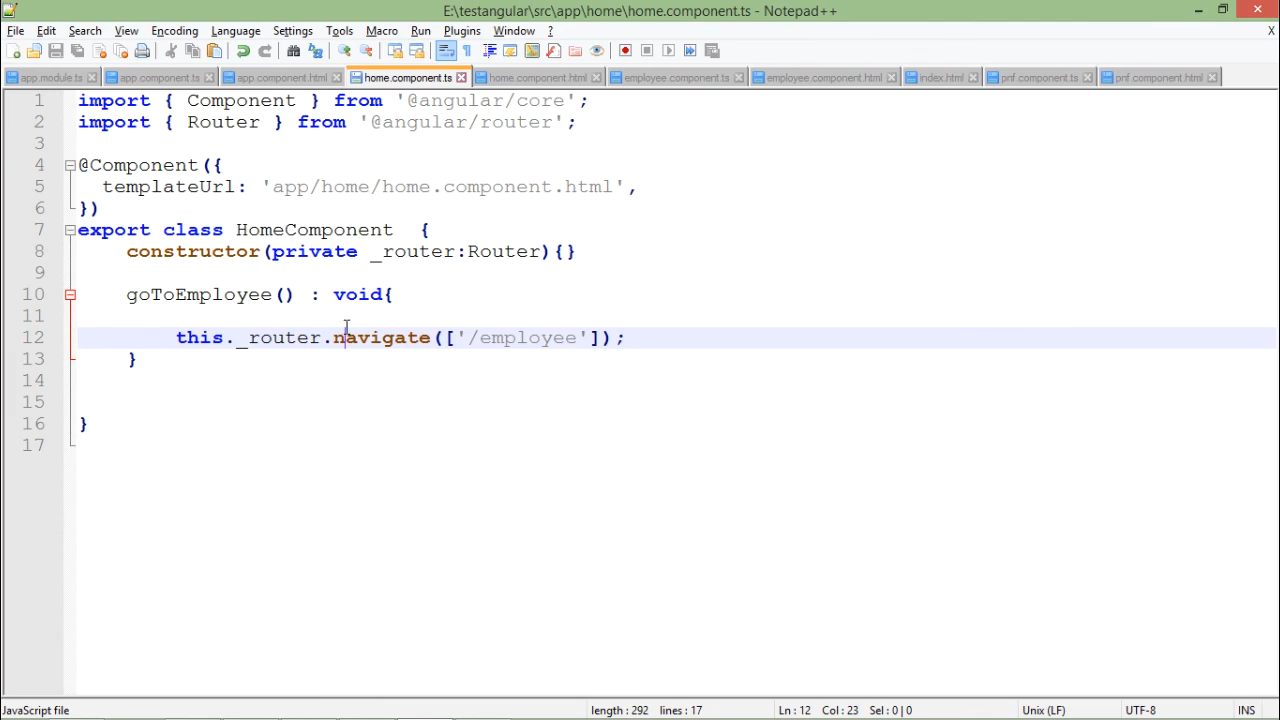 E:\testangular\src\app\home\home.component.ts - Notepad++
File Edit Search View Encoding Language Settings Tools Macro Run Plugins Window ? X
app.module.ts app.component.ts app.component.html home.component.ts home.component.html employee.component.ts employee.component.html index.html pnf.component.ts pnf.component.html
1 import { Component } from '@angular/core';
2 import { Router } from '@angular/router';
3
4 @Component({
5 templateUrl: 'app/home/home.component.html',
6 })
7 export class HomeComponent {
8 constructor(private _router:Router){}
9
10 goToEmployee() : void{
11
12 this._router.navigate(['/employee']);
13 }
14
15
16 }
17
JavaScript file length : 292 lines : 17 Ln : 12 Col : 23 Sel : 0 | 0 Unix (LF) UTF-8 INS